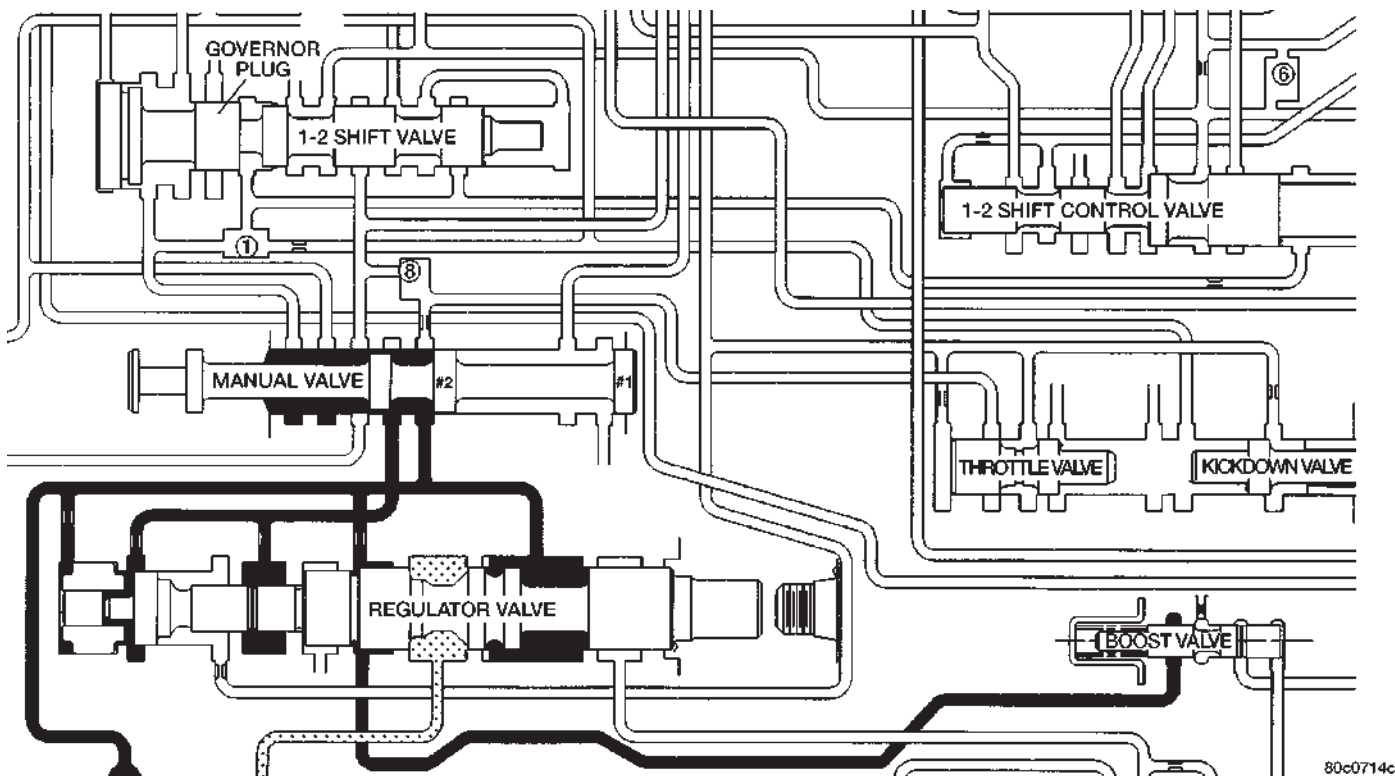 GOVERNOR
PLUG
6
1-2 SHIFT VALVE
1-2 SHIFT CONTROL VALVE
1
8
MANUAL VALVE
#2
#1
THROTTLE VALVE
KICKDOWN VALVE
REGULATOR VALVE
BOOST VALVE
80c0714c